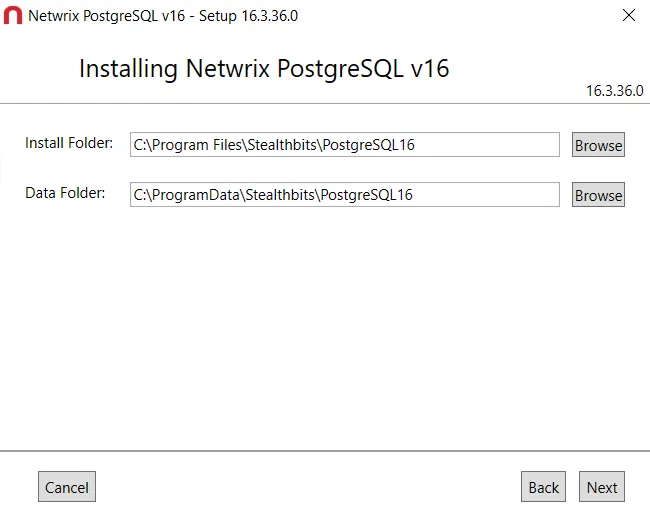 Netwrix PostgreSQL v16 - Setup 16.3.36.0
Installing Netwrix PostgreSQL v16
16.3.36.0
Install Folder: C:\Program Files\Stealthbits\PostgreSQL16 Browse
Data Folder: C:\ProgramData\Stealthbits\PostgreSQL16 Browse
Cancel Back Next